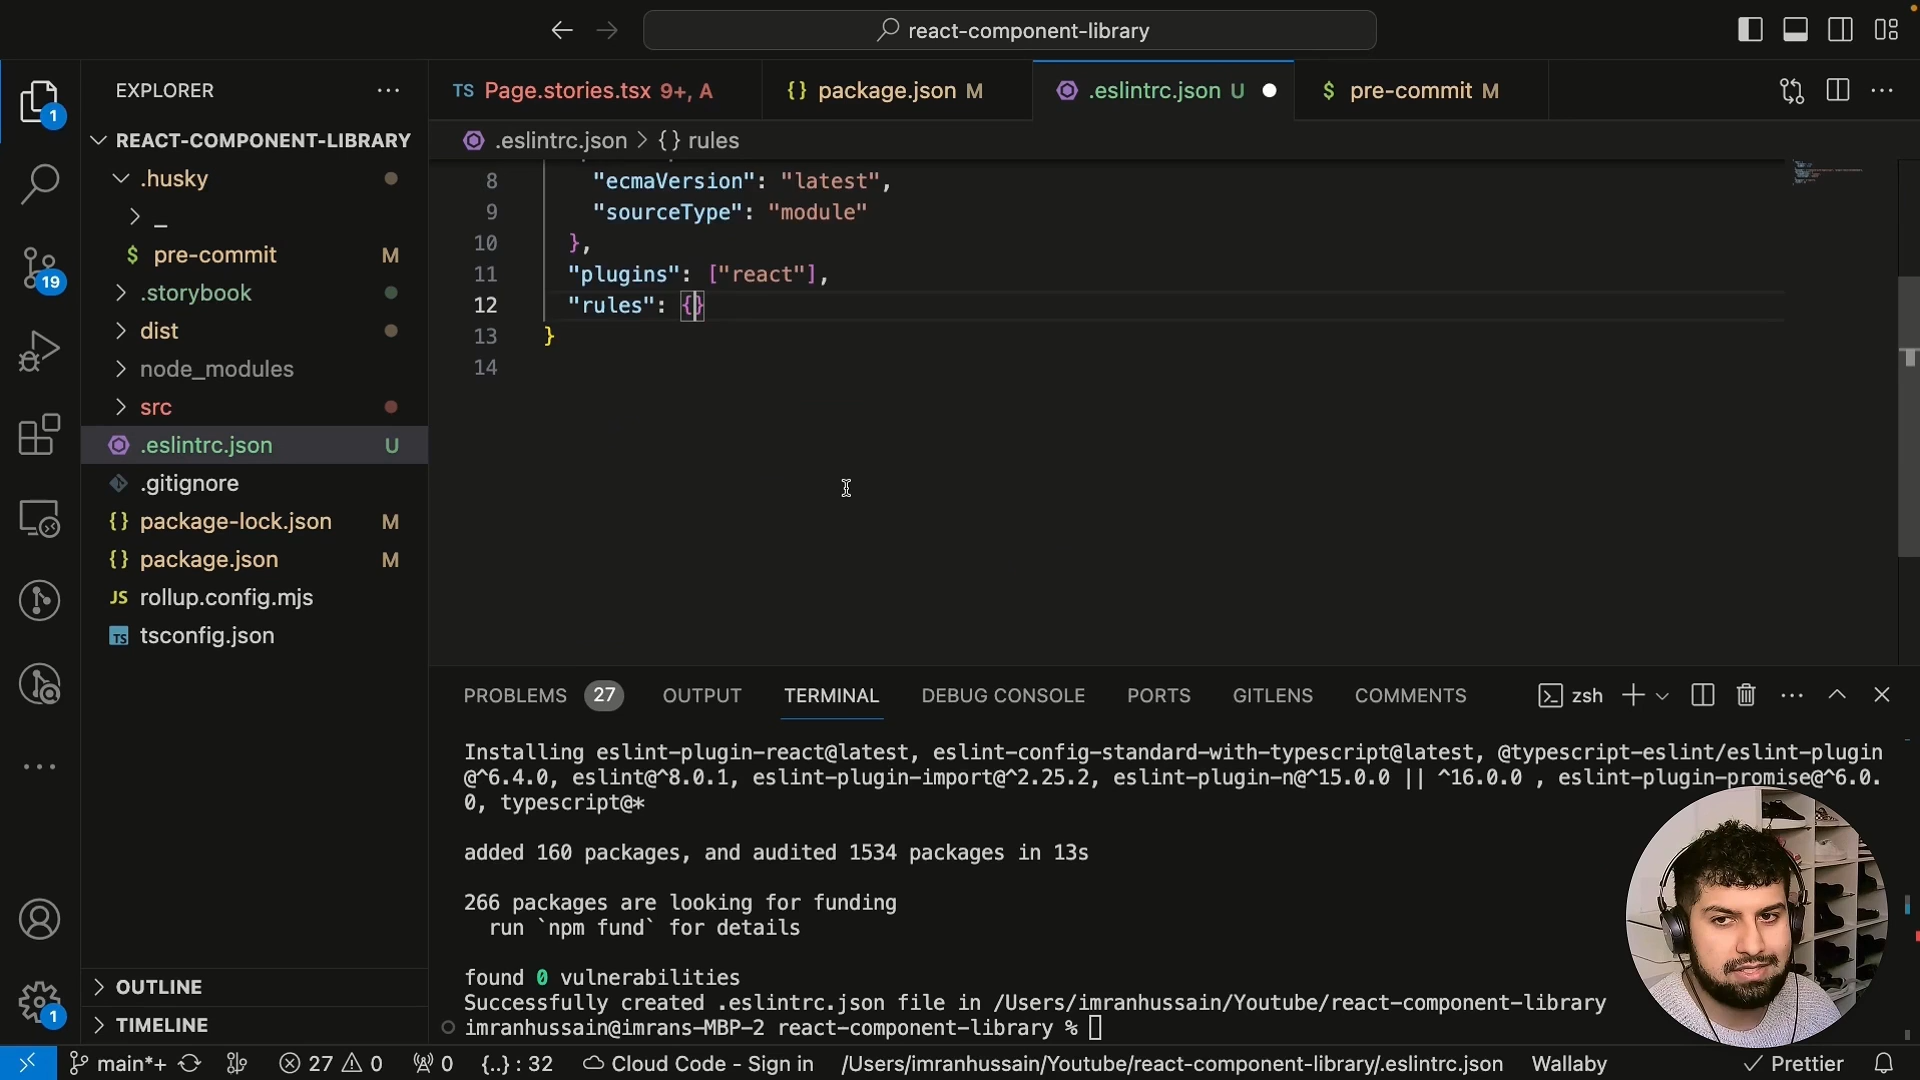 react-component-library
EXPLORER
REACT-COMPONENT-LIBRARY
.husky
_
$ pre-commit M
.storybook
dist
node_modules
src
.eslintrc.json U
.gitignore
{} package-lock.json M
{} package.json M
JS rollup.config.mjs
TS tsconfig.json
OUTLINE
TIMELINE
1
19
1
TS Page.stories.tsx 9+, A
{} package.json M
.eslintrc.json U
$ pre-commit M
.eslintrc.json > {} rules
8 "ecmaVersion": "latest",
9 "sourceType": "module"
10 },
11 "plugins": ["react"],
12 "rules": {}
13 }
14
PROBLEMS 27 OUTPUT TERMINAL DEBUG CONSOLE PORTS GITLENS COMMENTS zsh
Installing eslint-plugin-react@latest, eslint-config-standard-with-typescript@latest, @typescript-eslint/eslint-plugin
@^6.4.0, eslint@^8.0.1, eslint-plugin-import@^2.25.2, eslint-plugin-n@^15.0.0 || ^16.0.0 , eslint-plugin-promise@^6.0.
0, typescript@*
added 160 packages, and audited 1534 packages in 13s
266 packages are looking for funding
run `npm fund` for details
found 0 vulnerabilities
Successfully created .eslintrc.json file in /Users/imranhussain/Youtube/react-component-library
imranhussain@imrans-MBP-2 react-component-library %
main*+ 27 0 0 {..} : 32 Cloud Code - Sign in /Users/imranhussain/Youtube/react-component-library/.eslintrc.json Wallaby Prettier